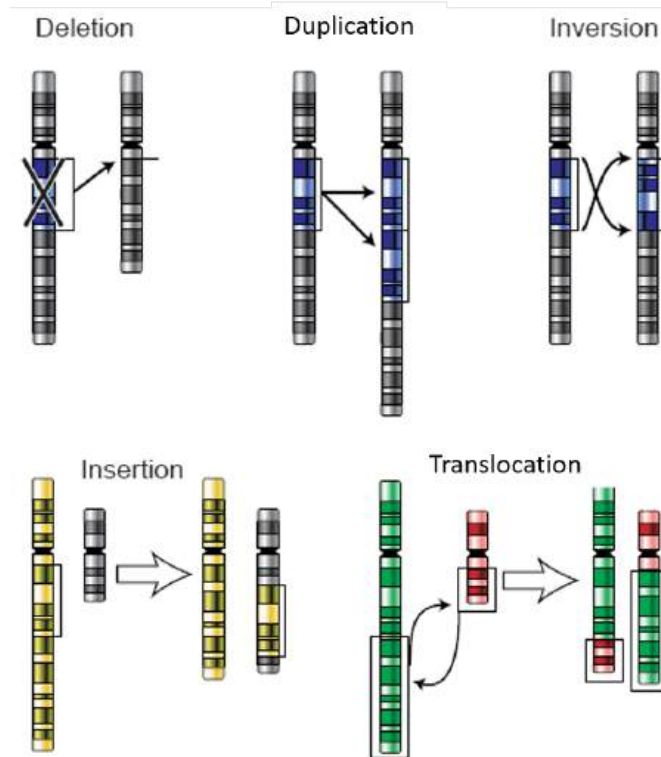 Deletion
Duplication
Inversion
Insertion
Translocation